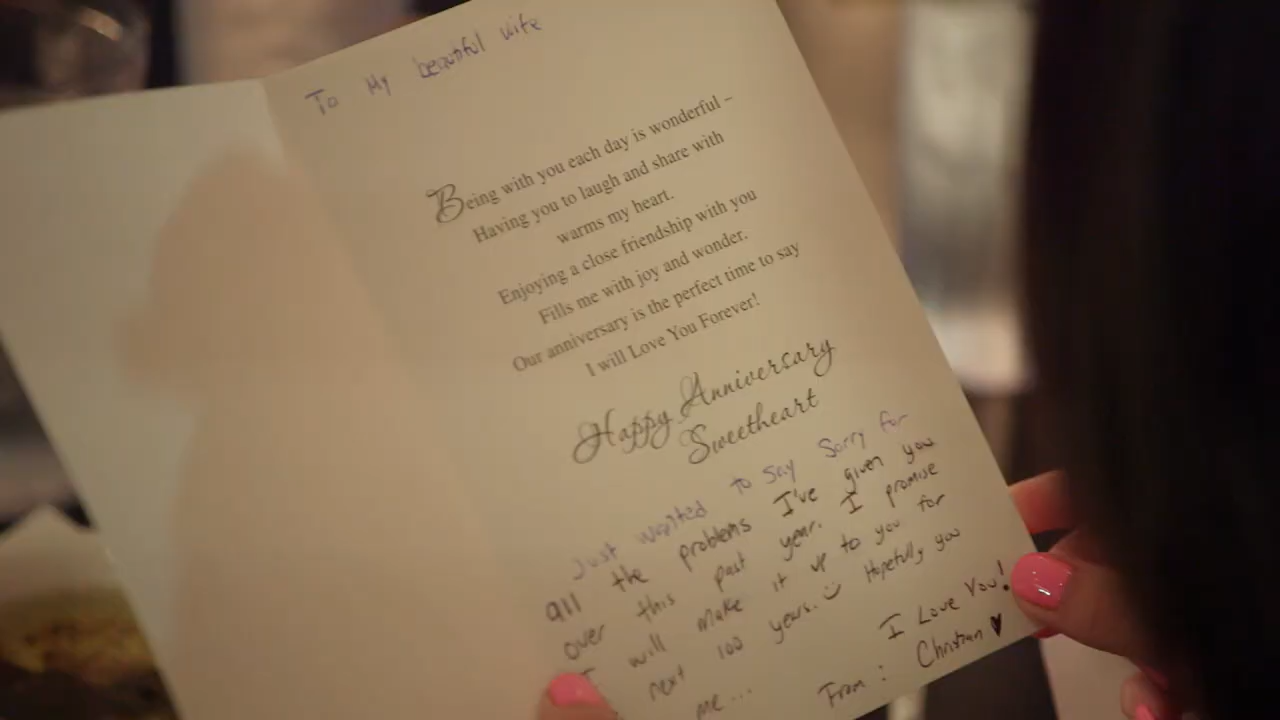 To My beautiful wife
Being with you each day is wonderful –
Having you to laugh and share with
warms my heart.
Enjoying a close friendship with you
Fills me with joy and wonder.
Our anniversary is the perfect time to say
I will Love You Forever!
Happy Anniversary
Sweetheart
Just wanted to say Sorry for
all the problems I've given you
over this past year. I promise
I will make it up to you for
next 100 years. Hopefully you
me...
I Love You!
From: Christian